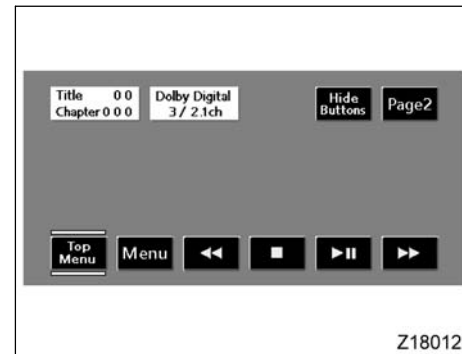 Title 0 0
Chapter 0 0 0
Dolby Digital
3 / 2.1ch
Hide
Buttons
Page2
Top
Menu
Menu
Z18012